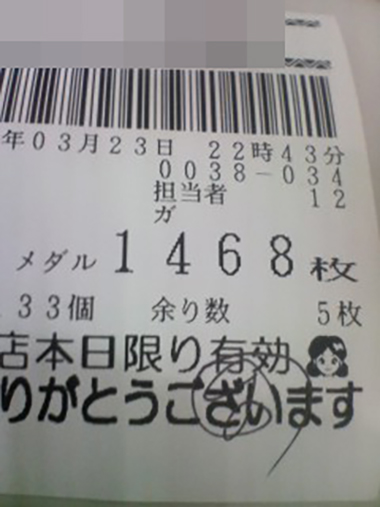 年03月23日 22時43分
0038-034
担当者 12
ガ
メダル 1468枚
.33個 余り数 5枚
店本日限り有効
りがとうございます